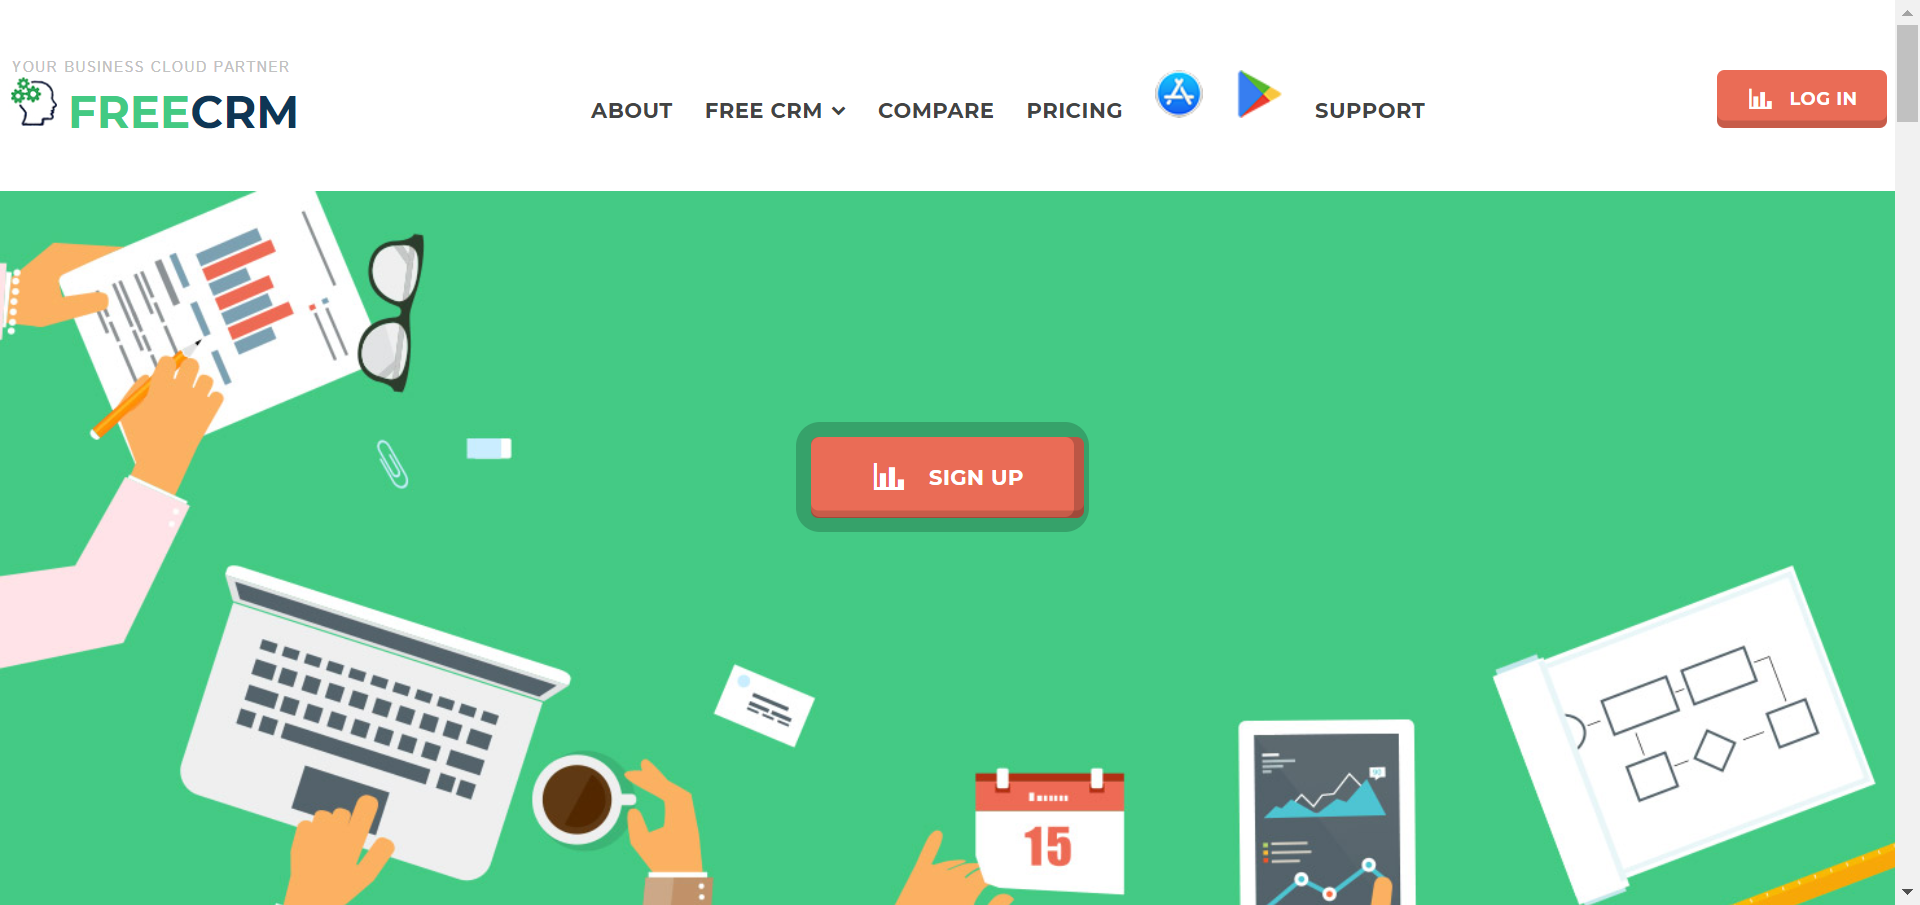 YOUR BUSINESS CLOUD PARTNER
FREECRM
ABOUT
FREE CRM
COMPARE
PRICING
SUPPORT
LOG IN
SIGN UP
15